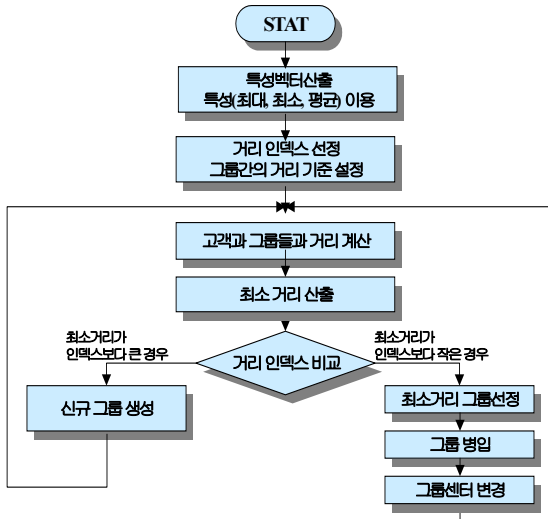 STAT
특성벡터산출
특성(최대, 최소, 평균) 이용
거리 인덱스 선정
그룹간의 거리 기준 설정
고객과 그룹들과 거리 계산
최소 거리 산출
최소거리가
인덱스보다 큰 경우
거리 인덱스 비교
최소거리가
인덱스보다 작은 경우
신규 그룹 생성
최소거리 그룹선정
그룹 병입
그룹센터 변경